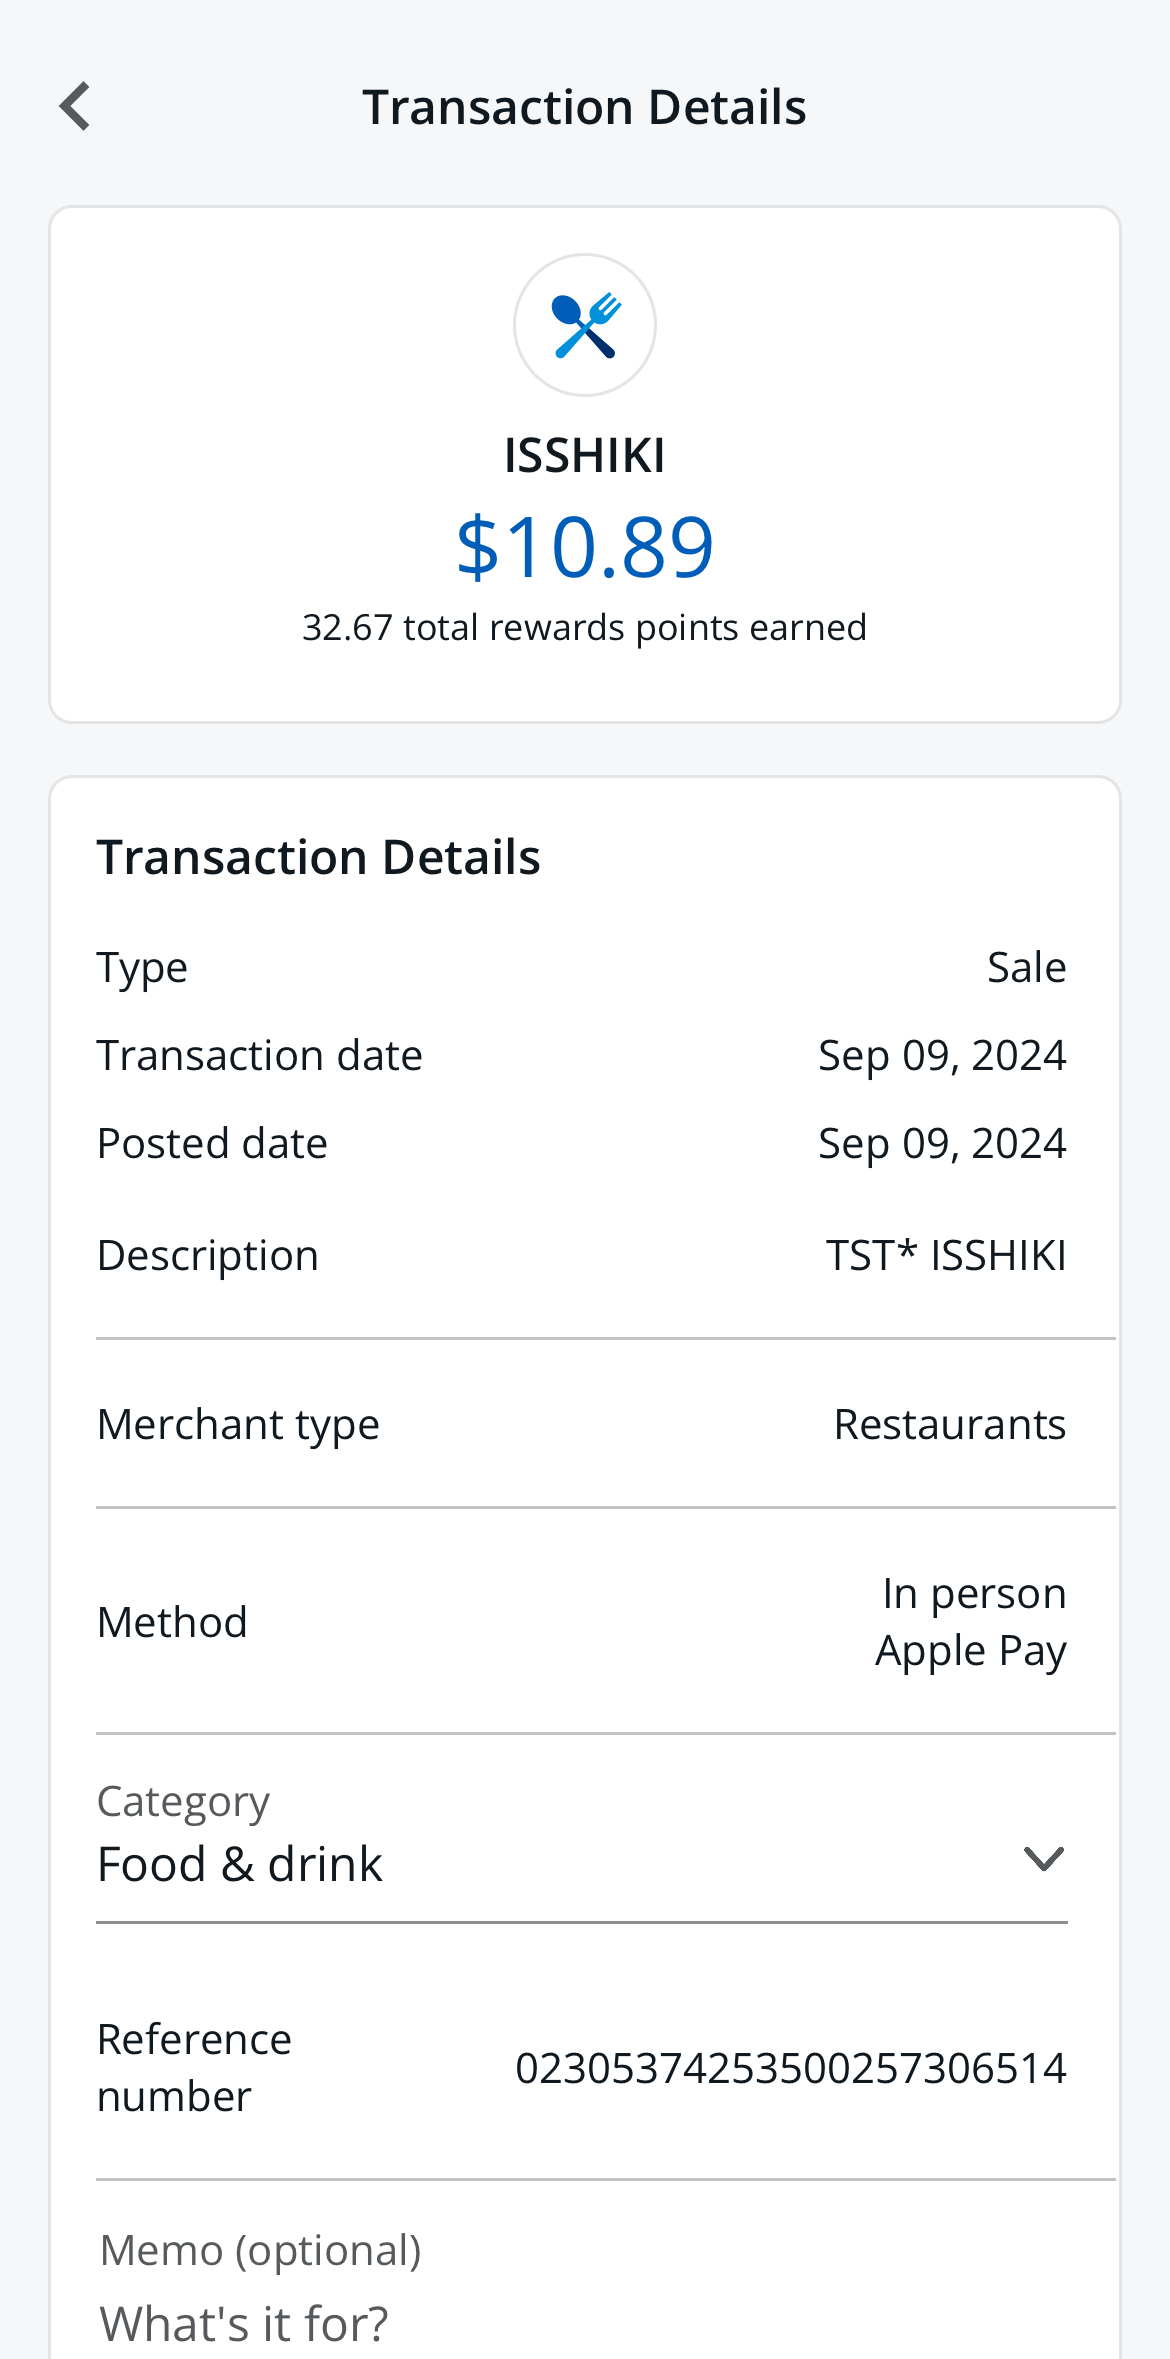 Transaction Details
ISSHIKI
$10.89
32.67 total rewards points earned
Transaction Details
Type Sale
Transaction date Sep 09, 2024
Posted date Sep 09, 2024
Description TST* ISSHIKI
Merchant type Restaurants
Method In person
Apple Pay
Category
Food & drink
Reference
number 02305374253500257306514
Memo (optional)
What's it for?